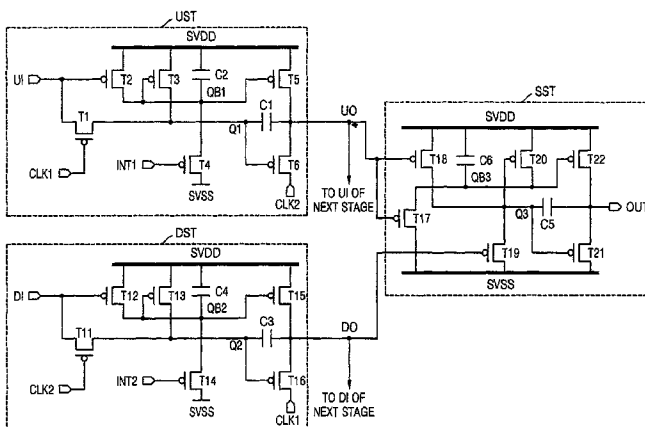 UST
SVDD
UI
T2
T3
C2
T5
QB1
T1
C1
Q1
UO
INT1
T4
T6
CLK1
SVSS
CLK2
TO UI OF
NEXT STAGE
SST
SVDD
T18
C6
T20
T22
QB3
T17
Q3
C5
OUT
T19
T21
SVSS
DST
SVDD
DI
T12
T13
C4
T15
QB2
T11
C3
Q2
DO
INT2
T14
T16
CLK2
SVSS
CLK1
TO DI OF
NEXT STAGE